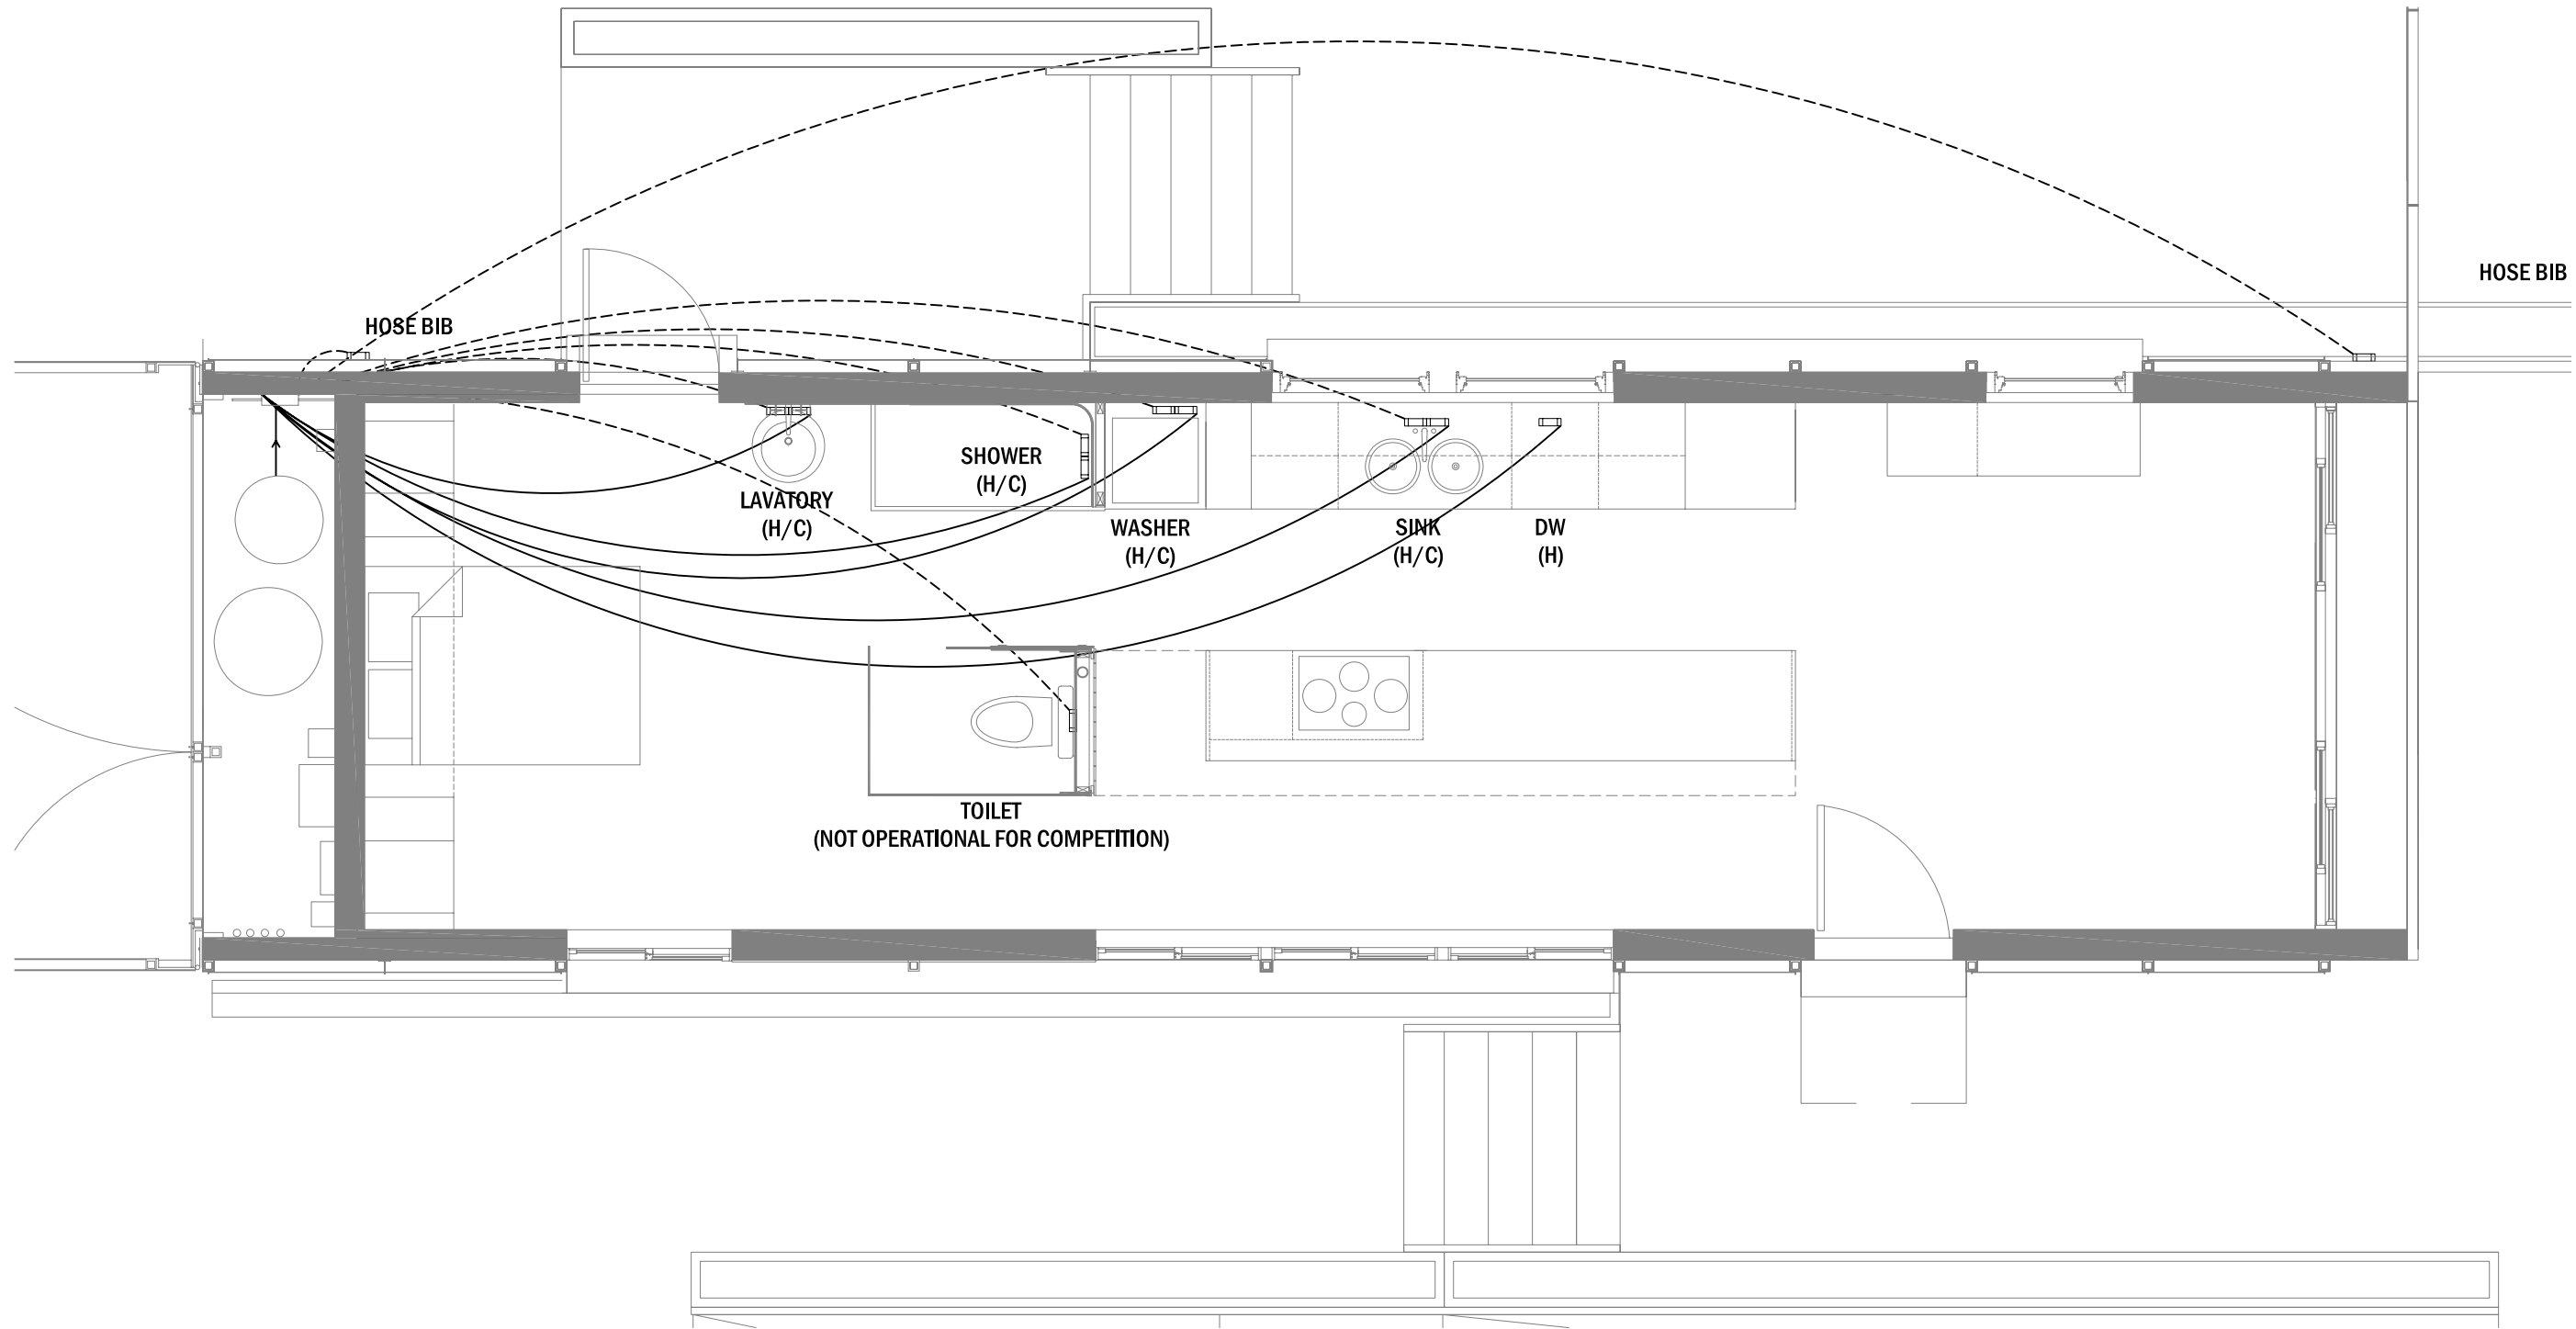 HOSE BIB
HOSE BIB
SHOWER
(H/C)
LAVATORY
(H/C)
WASHER
(H/C)
SINK
(H/C)
DW
(H)
TOILET
(NOT OPERATIONAL FOR COMPETITION)